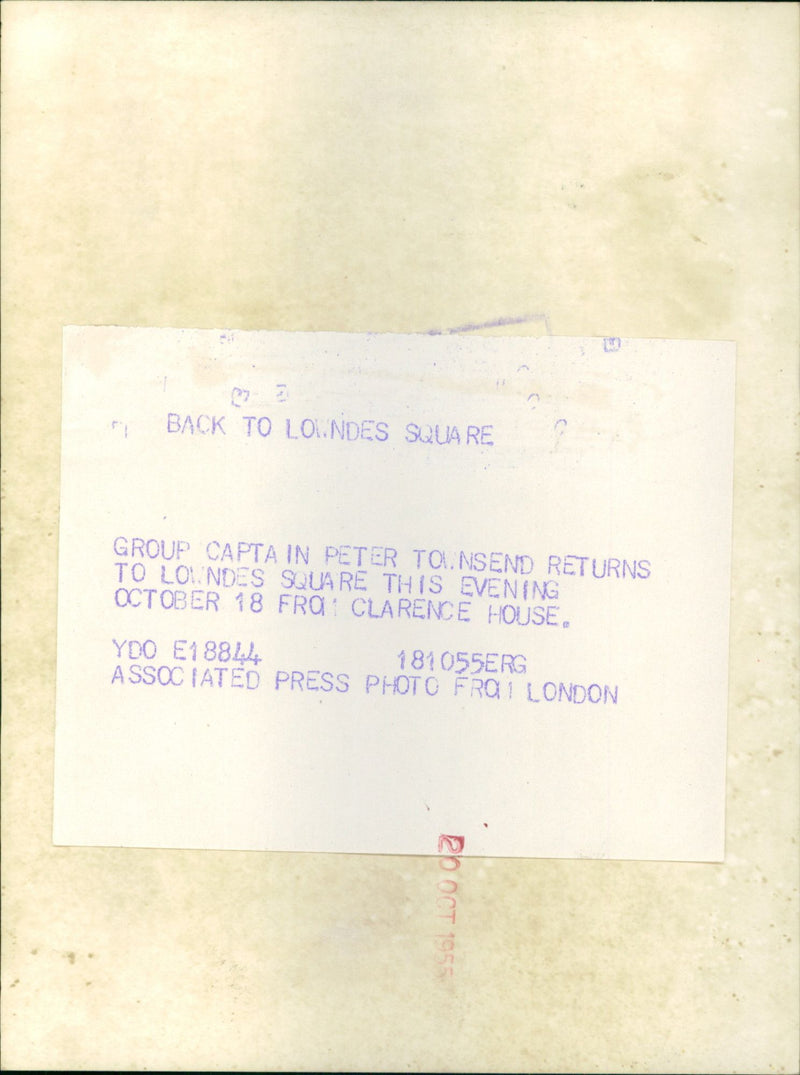 BACK TO LOWNDES SQUARE
GROUP CAPTAIN PETER TOWNSEND RETURNS
TO LOWNDES SQUARE THIS EVENING
OCTOBER 18 FROM CLARENCE HOUSE.
YDO E18844 181055ERG
ASSOCIATED PRESS PHOTO FROM LONDON
20 OCT 1955